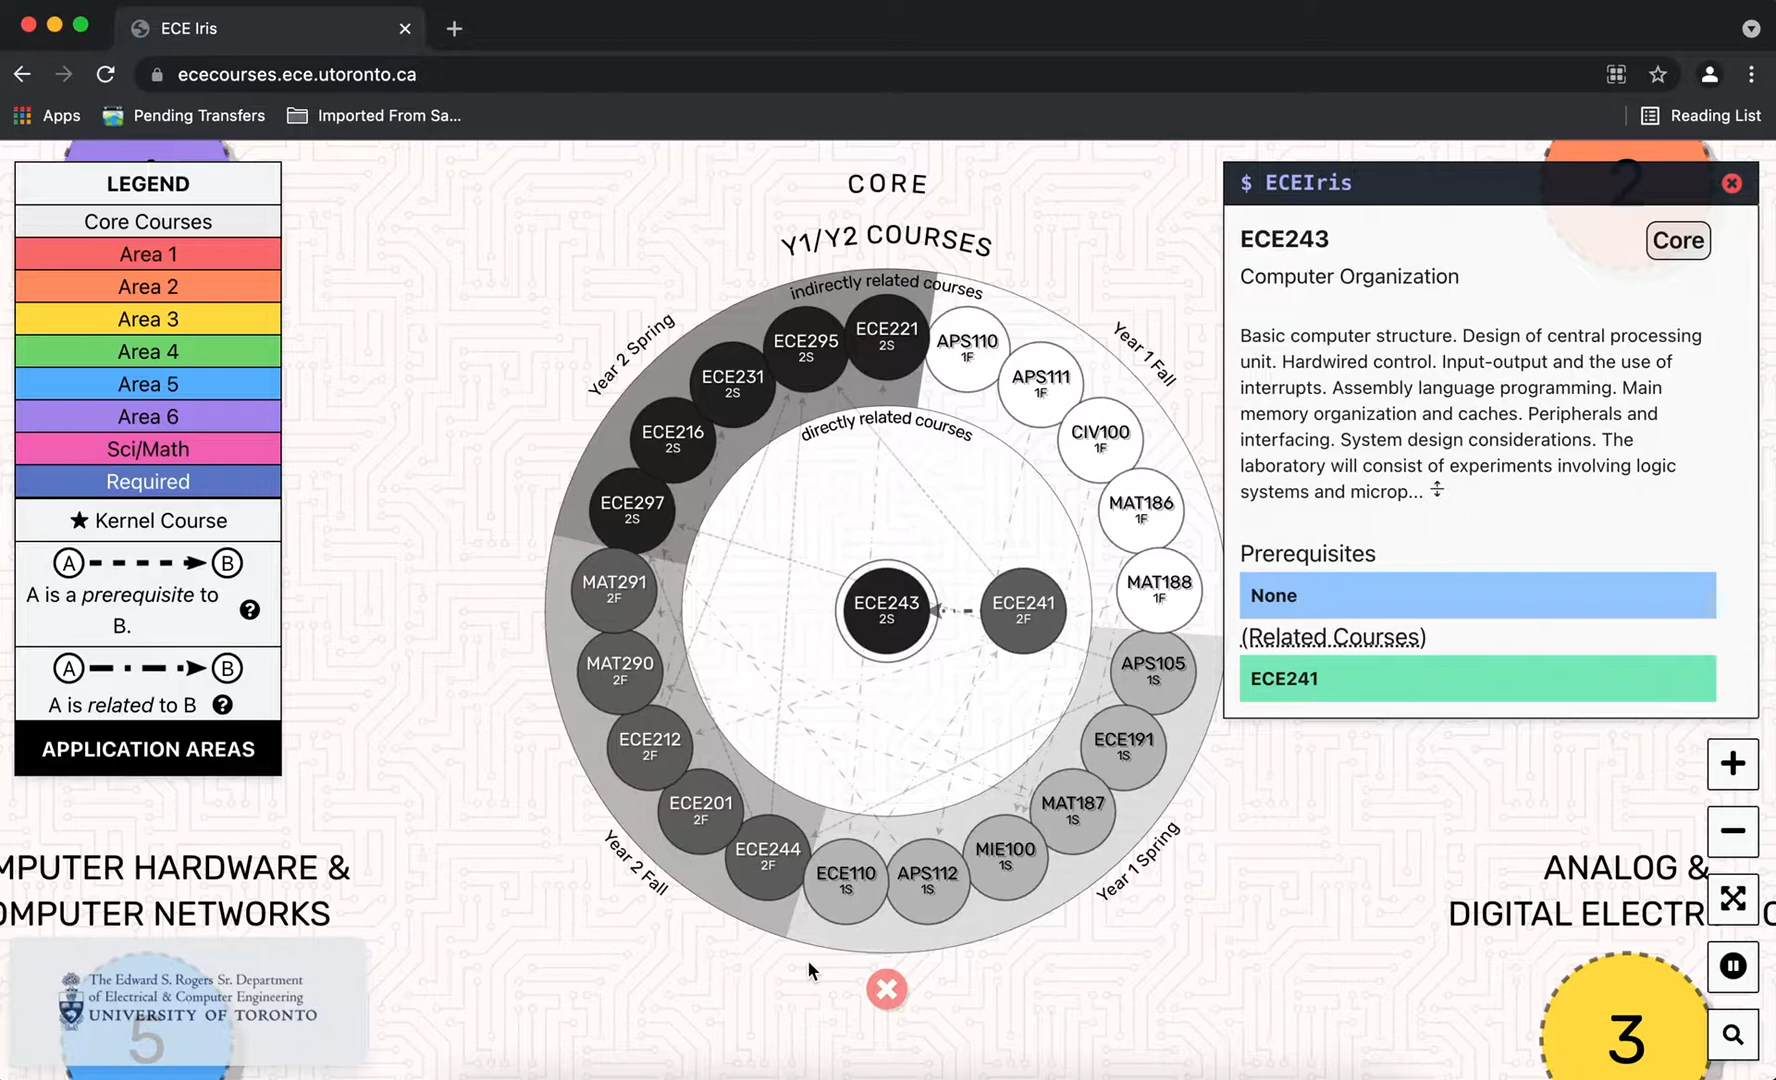 ECE Iris
ececourses.ece.utoronto.ca
Apps
Pending Transfers
Imported From Sa...
Reading List
LEGEND
Core Courses
Area 1
Area 2
Area 3
Area 4
Area 5
Area 6
Sci/Math
Required
★ Kernel Course
A B
A is a prerequisite to
B.
?
A B
A is related to B ?
APPLICATION AREAS
CORE
Y1/Y2 COURSES
indirectly related courses
directly related courses
Year 1 Fall
Year 1 Spring
Year 2 Fall
Year 2 Spring
ECE221
2S
APS110
1F
APS111
1F
CIV100
1F
MAT186
1F
MAT188
1F
APS105
1S
ECE191
1S
MAT187
1S
MIE100
1S
APS112
1S
ECE110
1S
ECE244
2F
ECE201
2F
ECE212
2F
MAT290
2F
MAT291
2F
ECE297
2S
ECE216
2S
ECE231
2S
ECE295
2S
ECE243
2S
ECE241
2F
2
$ ECEIris
ECE243
Core
Computer Organization
Basic computer structure. Design of central processing
unit. Hardwired control. Input-output and the use of
interrupts. Assembly language programming. Main
memory organization and caches. Peripherals and
interfacing. System design considerations. The
laboratory will consist of experiments involving logic
systems and microp...
Prerequisites
None
(Related Courses)
ECE241
MPUTER HARDWARE &
OMPUTER NETWORKS
ANALOG &
DIGITAL ELECTR
The Edward S. Rogers Sr. Department
of Electrical & Computer Engineering
UNIVERSITY OF TORONTO
5
3